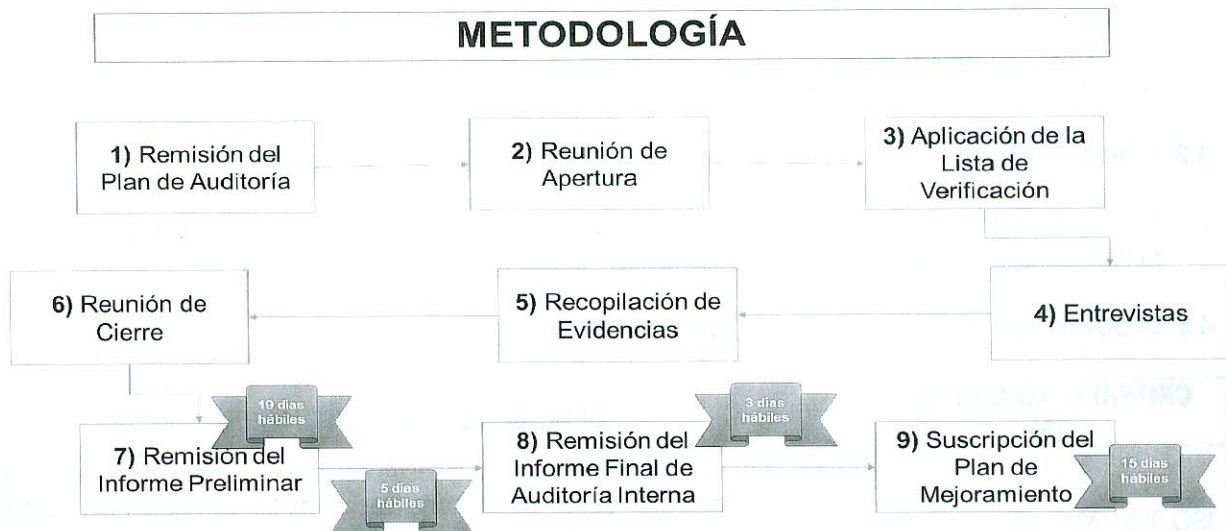 METODOLOGÍA
1) Remisión del
Plan de Auditoría
2) Reunión de
Apertura
3) Aplicación de la
Lista de
Verificación
4) Entrevistas
5) Recopilación de
Evidencias
6) Reunión de
Cierre
19 días
hábiles
7) Remisión del
Informe Preliminar
5 días
hábiles
8) Remisión del
Informe Final de
Auditoría Interna
3 días
hábiles
9) Suscripción del
Plan de
Mejoramiento
15 días
hábiles